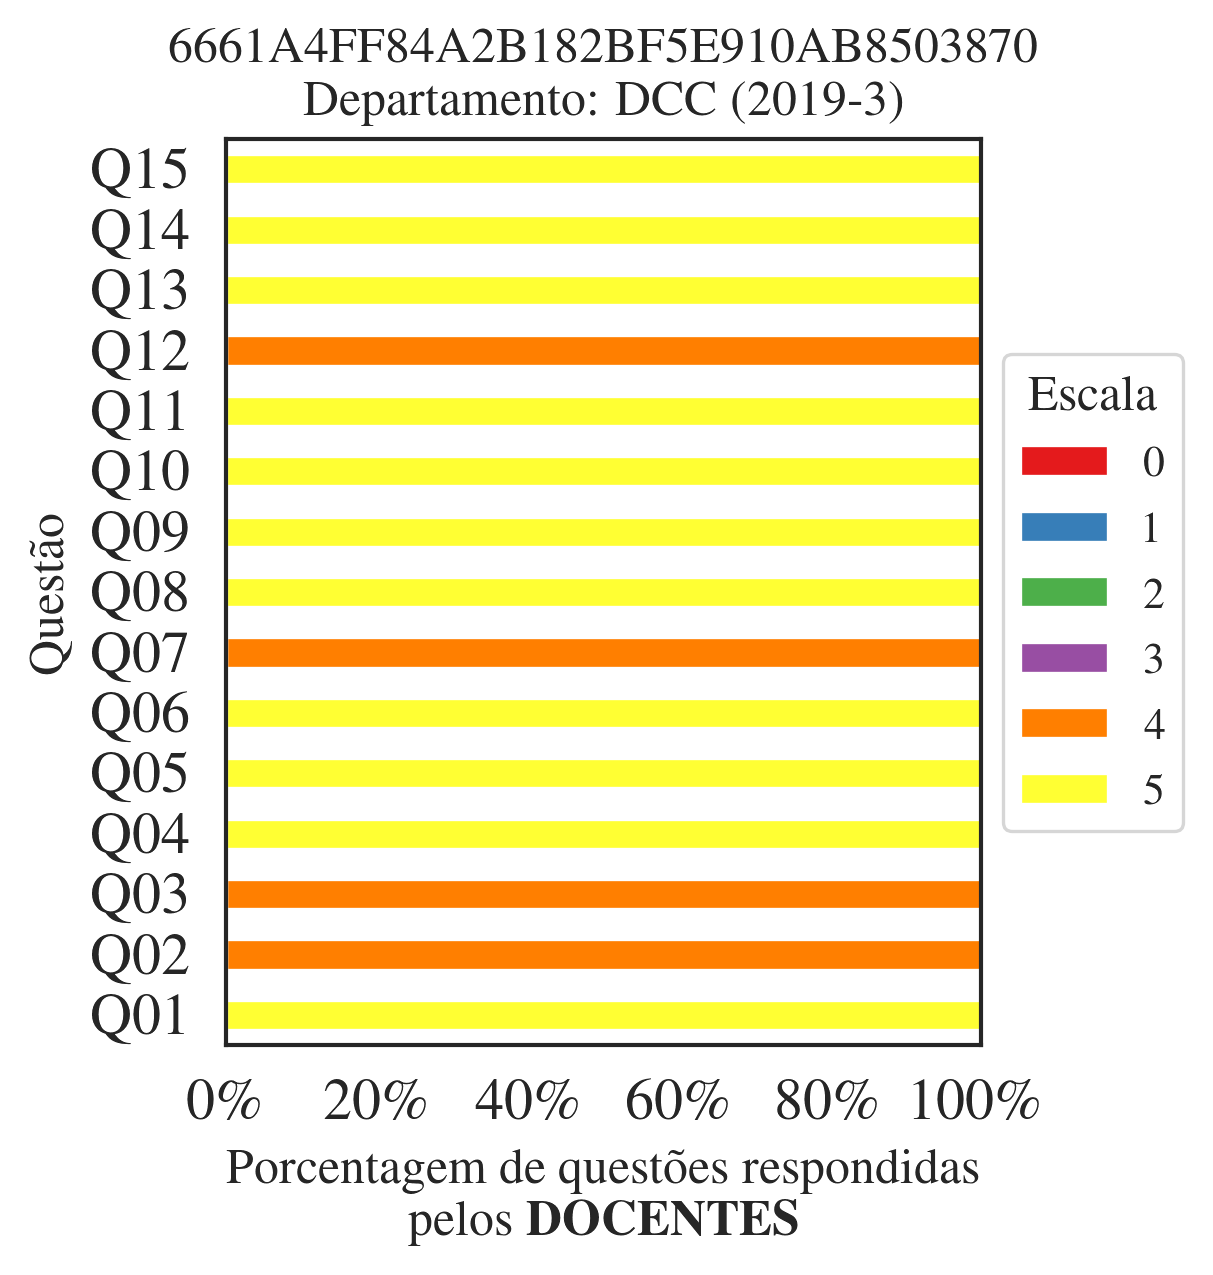 6661A4FF84A2B182BF5E910AB8503870
Departamento: DCC (2019-3)
Q15
Q14
Q13
Q12
Q11
Q10
Q09
Q08
Q07
Q06
Q05
Q04
Q03
Q02
Q01
Questão
0% 20% 40% 60% 80% 100%
Porcentagem de questões respondidas
pelos DOCENTES
Escala
0
1
2
3
4
5